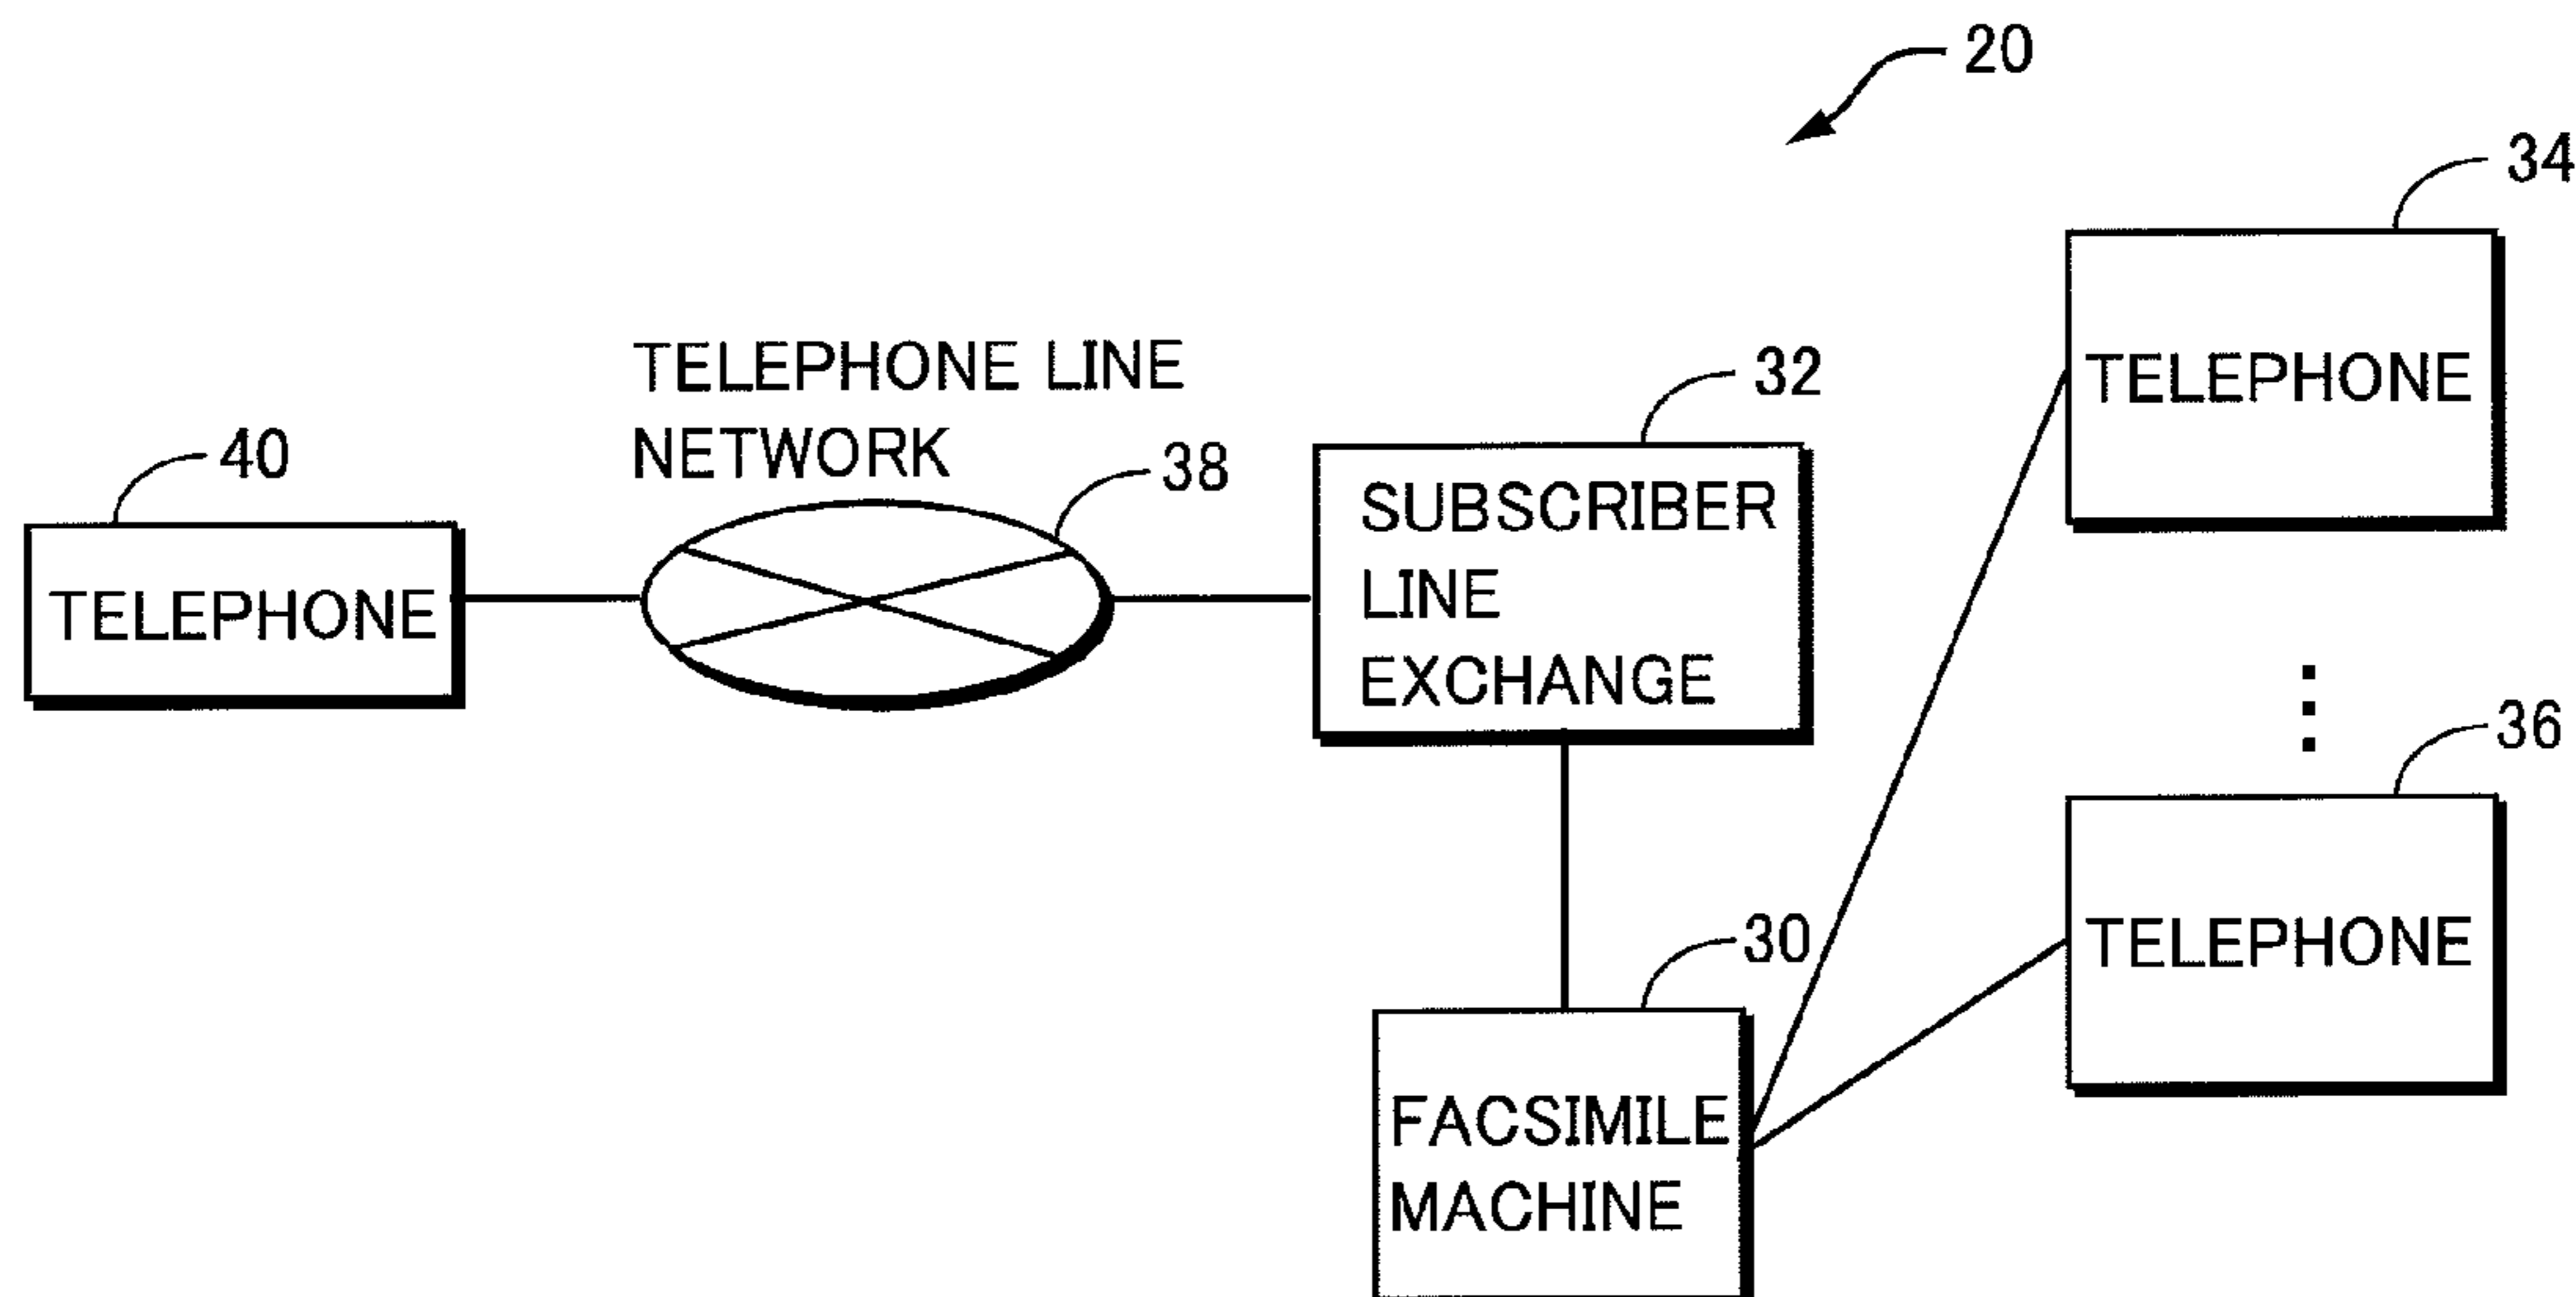 20
34
TELEPHONE
TELEPHONE LINE
NETWORK
32
40
38
SUBSCRIBER
LINE
EXCHANGE
TELEPHONE
36
30
TELEPHONE
FACSIMILE
MACHINE